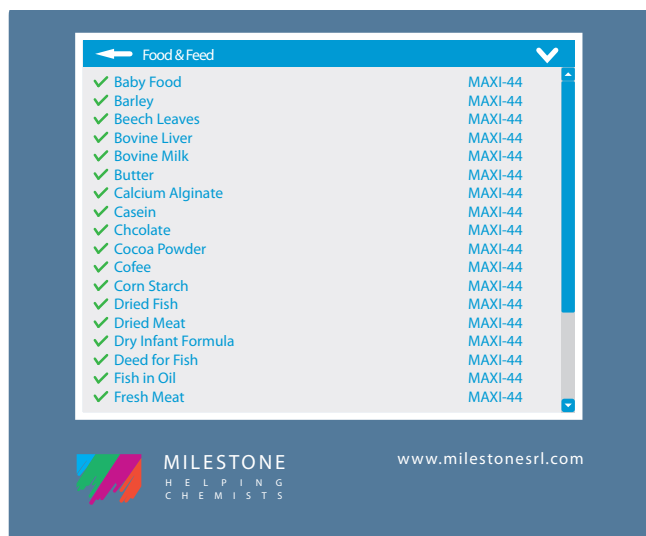 Food & Feed
Baby Food MAXI-44
Barley MAXI-44
Beech Leaves MAXI-44
Bovine Liver MAXI-44
Bovine Milk MAXI-44
Butter MAXI-44
Calcium Alginate MAXI-44
Casein MAXI-44
Chcolate MAXI-44
Cocoa Powder MAXI-44
Cofee MAXI-44
Corn Starch MAXI-44
Dried Fish MAXI-44
Dried Meat MAXI-44
Dry Infant Formula MAXI-44
Deed for Fish MAXI-44
Fish in Oil MAXI-44
Fresh Meat MAXI-44
MILESTONE
HELPING
CHEMISTS
www.milestonesrl.com